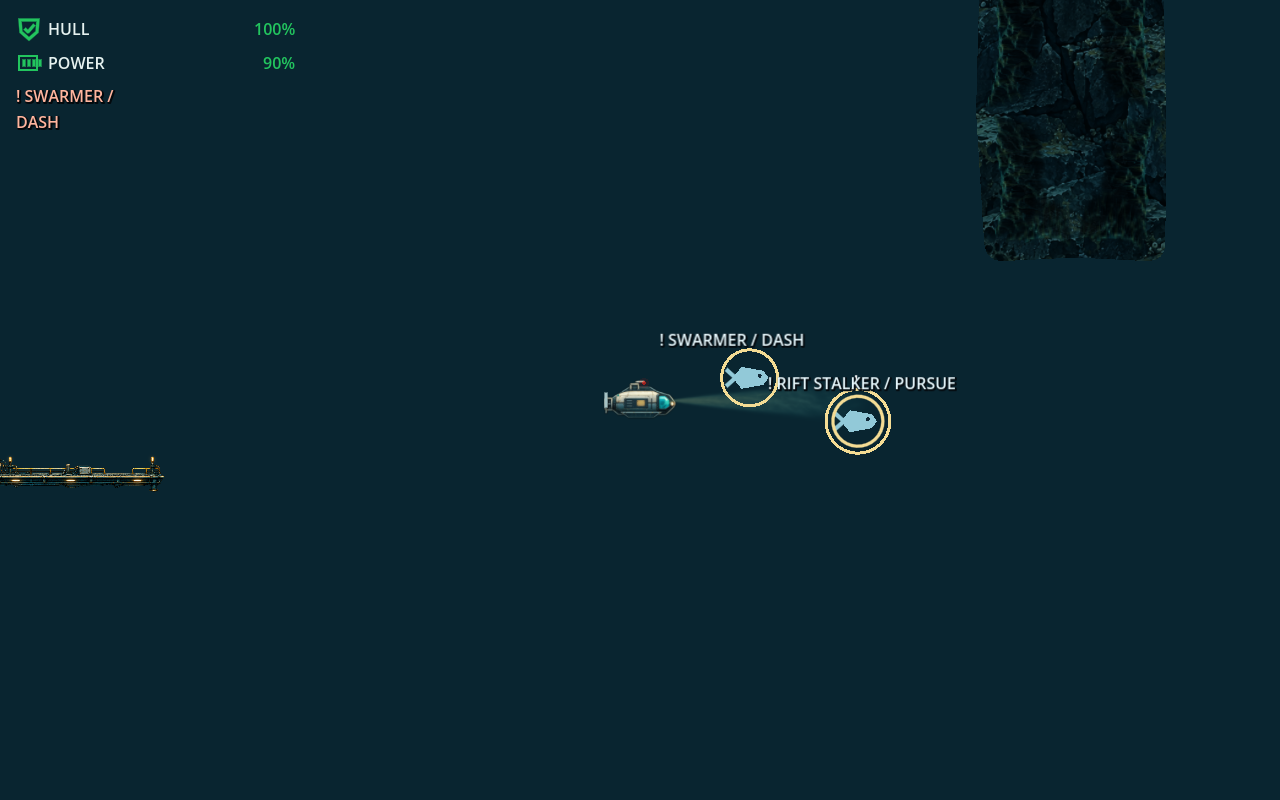 HULL 100%
POWER 90%
! SWARMER /
DASH
! SWARMER / DASH
! RIFT STALKER / PURSUE